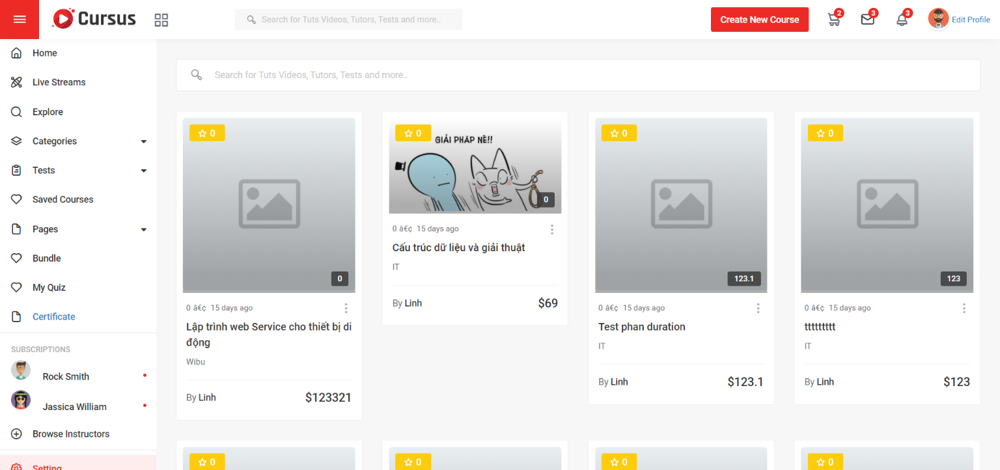 Cursus
Search for Tuts Videos, Tutors, Tests and more..
Create New Course
2
3
3
Edit Profile
Home
Live Streams
Explore
Categories
Tests
Saved Courses
Pages
Bundle
My Quiz
Certificate
SUBSCRIPTIONS
Rock Smith
Jassica William
Browse Instructors
Setting
Search for Tuts Videos, Tutors, Tests and more..
0
0
0 â€¢ 15 days ago
Lập trình web Service cho thiết bị di
động
Wibu
By Linh
$123321
0
GIẢI PHÁP NÈ!!
0
0 â€¢ 15 days ago
Cấu trúc dữ liệu và giải thuật
IT
By Linh
$69
0
123.1
0 â€¢ 15 days ago
Test phan duration
IT
By Linh
$123.1
0
123
0 â€¢ 15 days ago
ttttttttt
IT
By Linh
$123
0
0
0
0